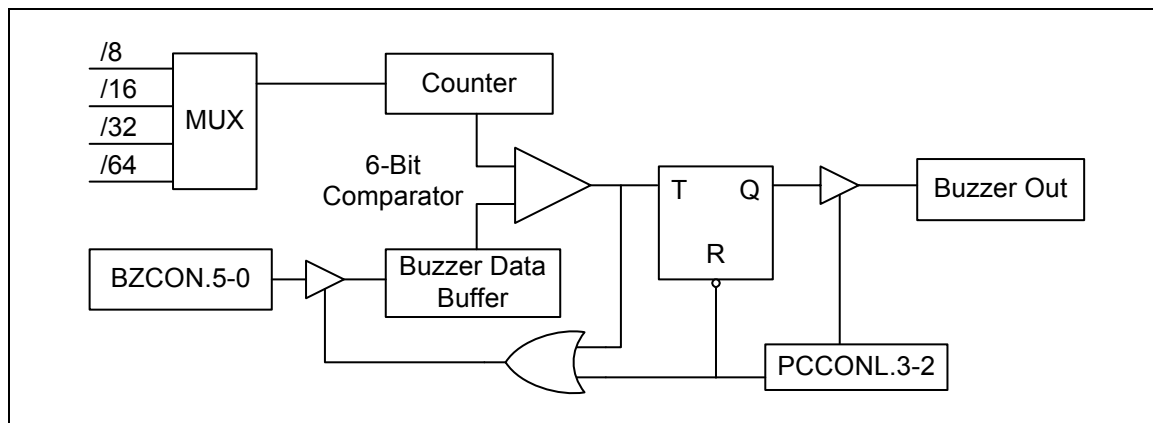 /8
/16
/32
/64
MUX
Counter
6-Bit
Comparator
T
Q
R
Buzzer Out
BZCON.5-0
Buzzer Data
Buffer
PCCONL.3-2